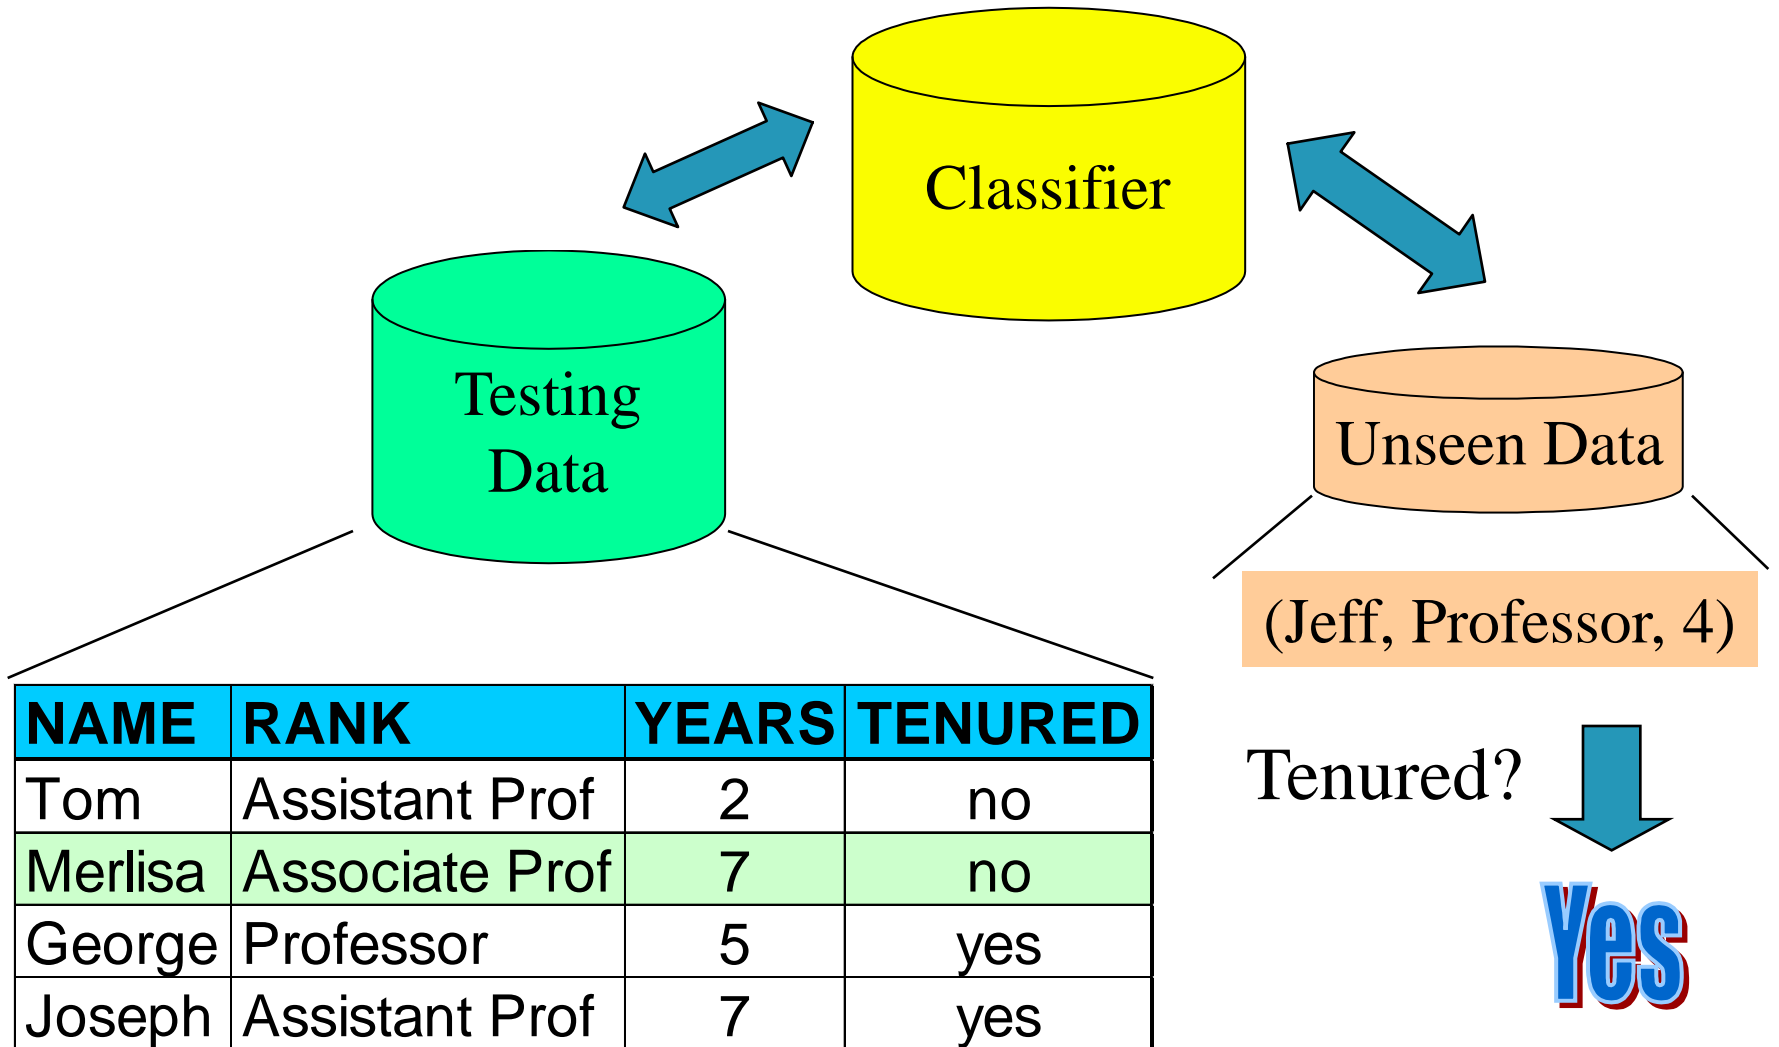 Classifier
Testing
Data
Unseen Data
(Jeff, Professor, 4)
NAME RANK YEARS TENURED
Tom Assistant Prof 2 no
Merlisa Associate Prof 7 no
George Professor 5 yes
Joseph Assistant Prof 7 yes
Tenured?
Yes